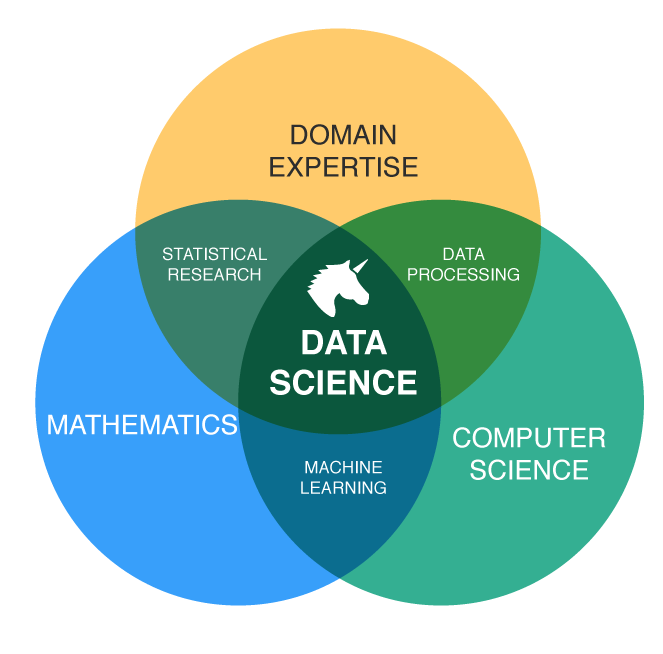 DOMAIN
EXPERTISE
STATISTICAL
RESEARCH
DATA
PROCESSING
DATA
SCIENCE
MATHEMATICS
COMPUTER
SCIENCE
MACHINE
LEARNING